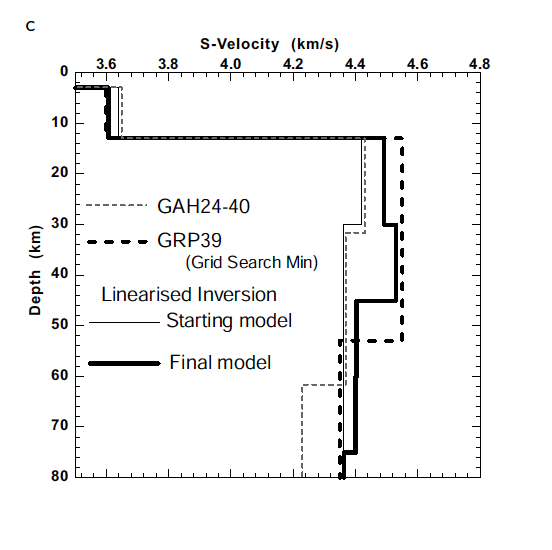 C
S-Velocity (km/s)
3.6 3.8 4.0 4.2 4.4 4.6 4.8
0
10
20
30
40
50
60
70
80
Depth (km)
GAH24-40
GRP39
(Grid Search Min)
Linearised Inversion
Starting model
Final model